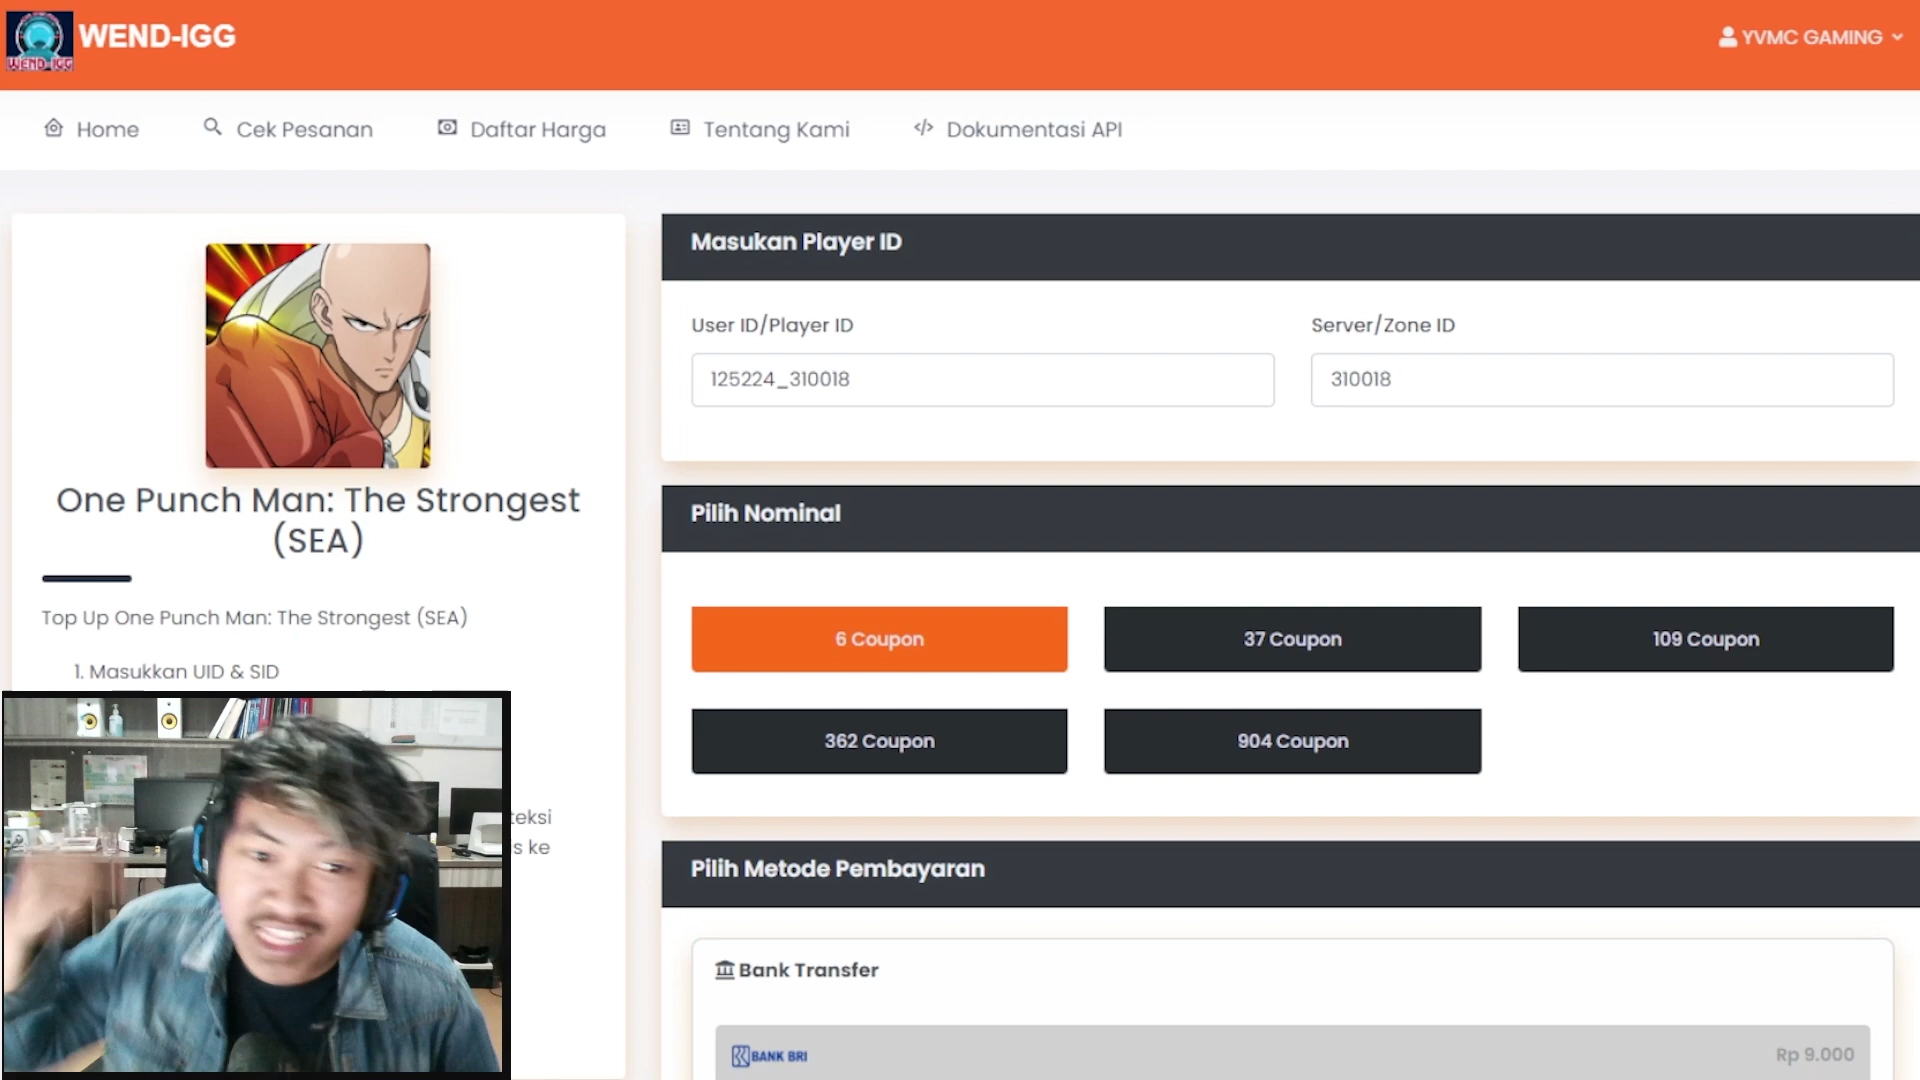 WEND-IGG
WEND-IGG
YVMC GAMING
Home
Cek Pesanan
Daftar Harga
Tentang Kami
Dokumentasi API
One Punch Man: The Strongest
(SEA)
Top Up One Punch Man: The Strongest (SEA)
1. Masukkan UID & SID
teksi
s ke
Masukan Player ID
User ID/Player ID
Server/Zone ID
125224_310018
310018
Pilih Nominal
6 Coupon
37 Coupon
109 Coupon
362 Coupon
904 Coupon
Pilih Metode Pembayaran
Bank Transfer
BANK BRI
Rp 9.000